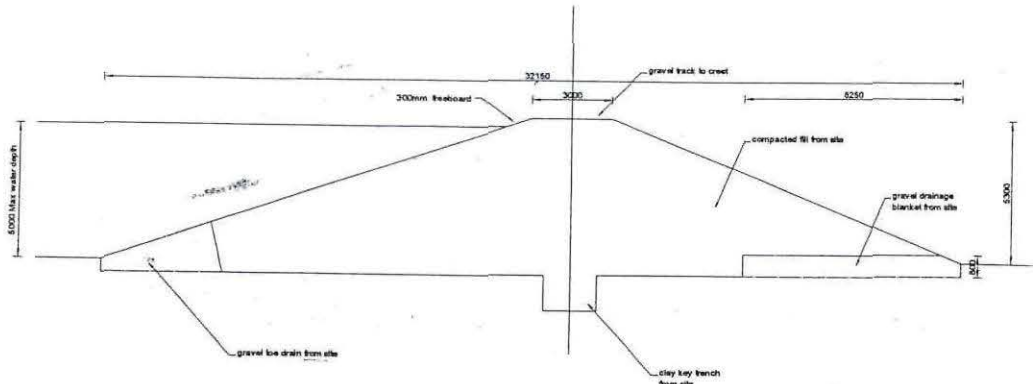 gravel track to crest
32150
300mm freeboard
3000
8250
5000 Max water depth
compacted fill from site
5300
gravel drainage
blanket from site
800
gravel toe drain from site
clay key trench
from site